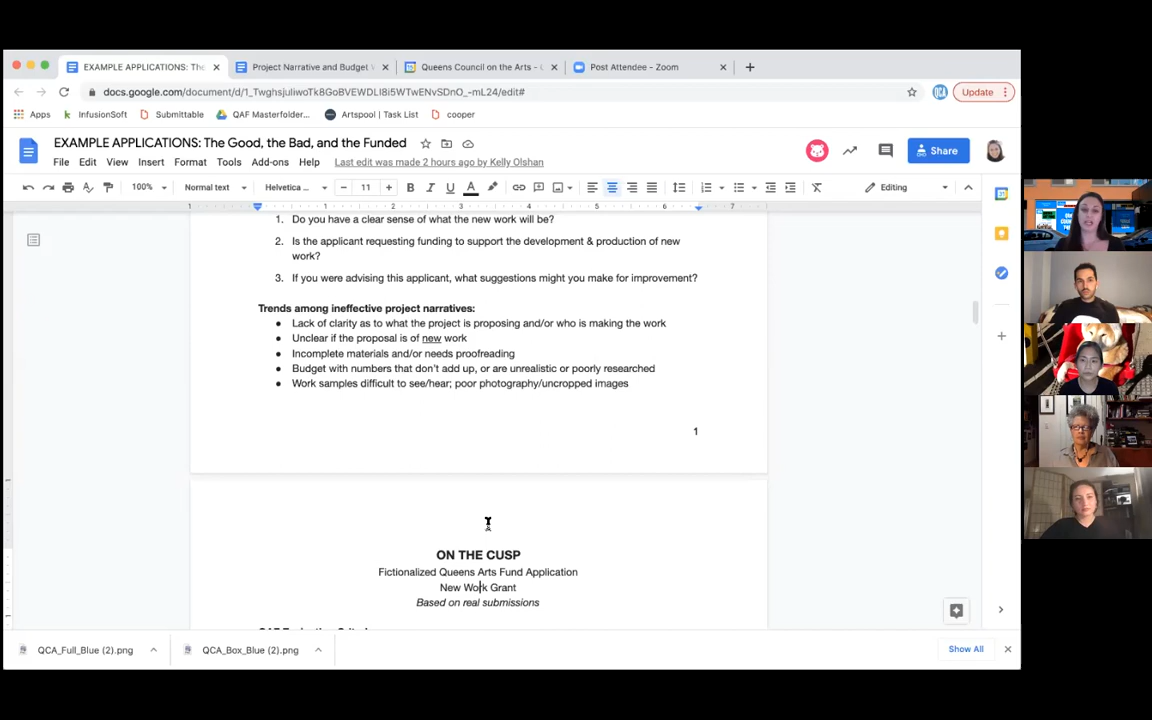 EXAMPLE APPLICATIONS: The
Project Narrative and Budget
Queens Council on the Arts -
Post Attendee - Zoom
docs.google.com/document/d/1_TwghsjuliwoTk8GoBVEWDLI8i5WTwENvSDnO_-mL24/edit#
Update
Apps
InfusionSoft
Submittable
QAF Masterfolder...
Artspool | Task List
cooper
EXAMPLE APPLICATIONS: The Good, the Bad, and the Funded
File Edit View Insert Format Tools Add-ons Help Last edit was made 2 hours ago by Kelly Olshan
Share
100% Normal text Helvetica ... 11 B I U A Editing
1 1 2 3 4 5 6 7
1. Do you have a clear sense of what the new work will be?
2. Is the applicant requesting funding to support the development & production of new
work?
3. If you were advising this applicant, what suggestions might you make for improvement?
Trends among ineffective project narratives:
● Lack of clarity as to what the project is proposing and/or who is making the work
● Unclear if the proposal is of new work
● Incomplete materials and/or needs proofreading
● Budget with numbers that don't add up, or are unrealistic or poorly researched
● Work samples difficult to see/hear; poor photography/uncropped images
1
ON THE CUSP
Fictionalized Queens Arts Fund Application
New Work Grant
Based on real submissions
QCA_Full_Blue (2).png
QCA_Box_Blue (2).png
Show All